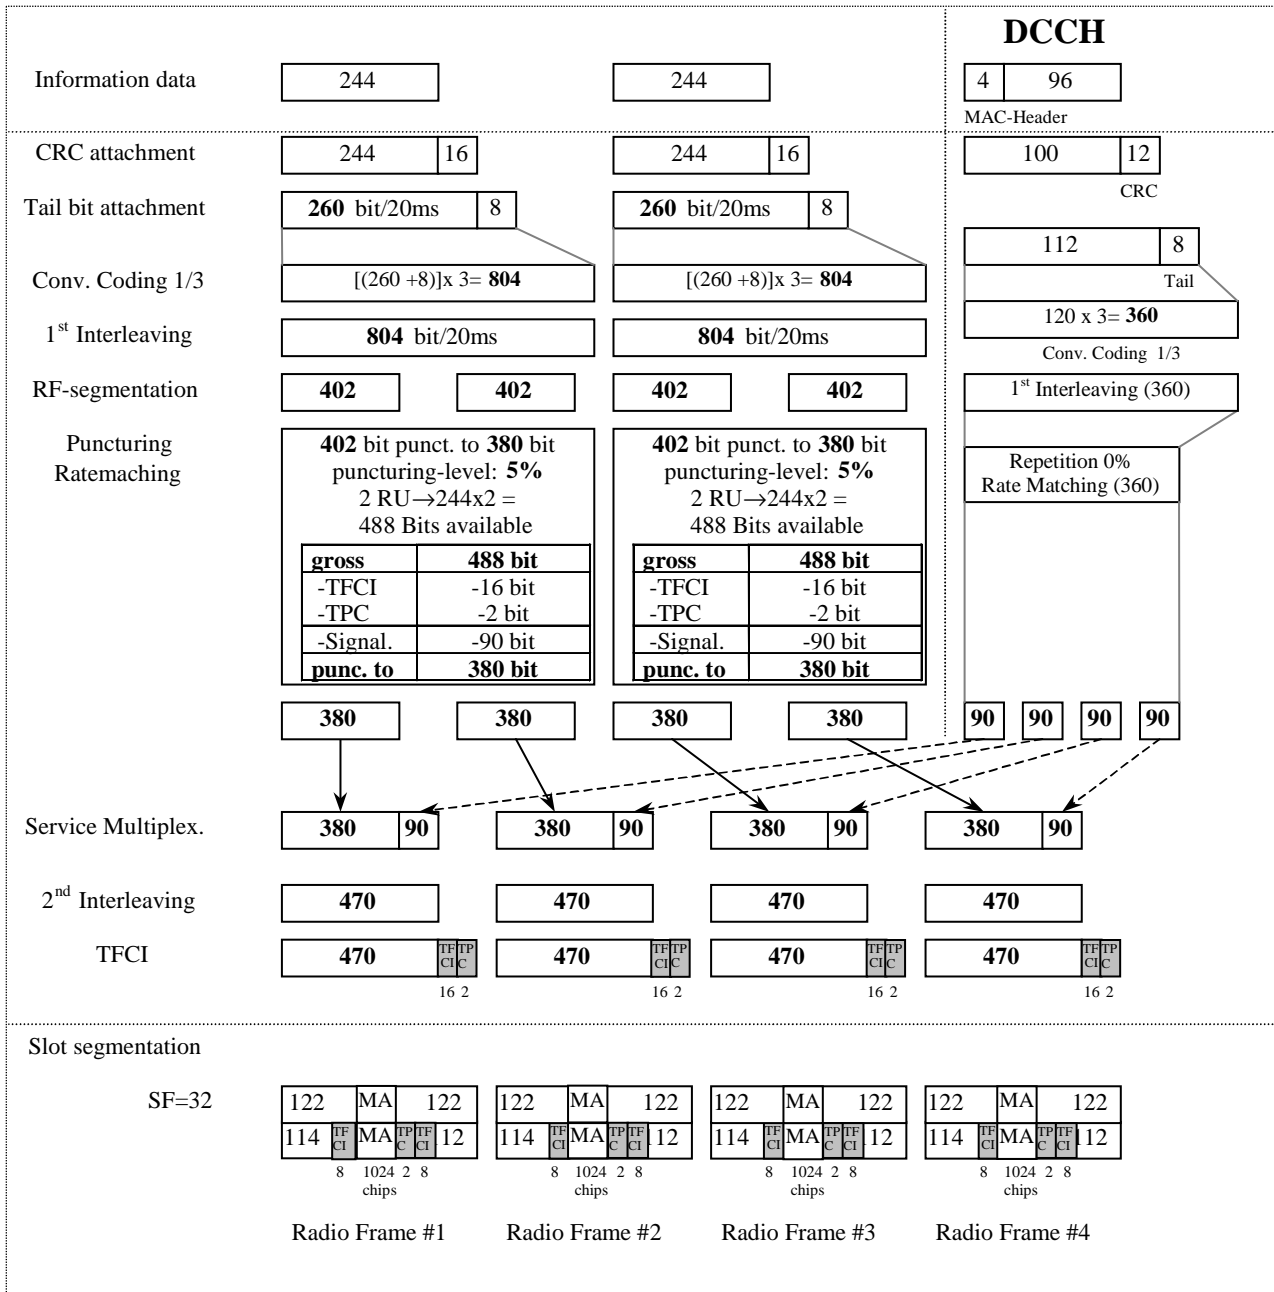 DCCH
Information data 244 244 4 96
MAC-Header
CRC attachment 244 16 244 16 100 12
CRC
Tail bit attachment 260 bit/20ms 8 260 bit/20ms 8
112 8
Tail
Conv. Coding 1/3 [(260 +8)]x 3= 804 [(260 +8)]x 3= 804
120 x 3= 360
Conv. Coding 1/3
1st Interleaving 804 bit/20ms 804 bit/20ms
RF-segmentation 402 402 402 402 1st Interleaving (360)
Puncturing
Ratemaching
402 bit punct. to 380 bit
puncturing-level: 5%
2 RU→244x2 =
488 Bits available
gross 488 bit
-TFCI -16 bit
-TPC -2 bit
-Signal. -90 bit
punc. to 380 bit
402 bit punct. to 380 bit
puncturing-level: 5%
2 RU→244x2 =
488 Bits available
gross 488 bit
-TFCI -16 bit
-TPC -2 bit
-Signal. -90 bit
punc. to 380 bit
Repetition 0%
Rate Matching (360)
380 380 380 380 90 90 90 90
Service Multiplex. 380 90 380 90 380 90 380 90
2nd Interleaving 470 470 470 470
TFCI 470 TFCI TPC 470 TFCI TPC 470 TFCI TPC 470 TFCI TPC
16 2 16 2 16 2 16 2
Slot segmentation
SF=32 122 MA 122 122 MA 122 122 MA 122 122 MA 122
114 TFCI MA TPC TFCI 112 114 TFCI MA TPC TFCI 112 114 TFCI MA TPC TFCI 112 114 TFCI MA TPC TFCI 112
8 1024 2 8 8 1024 2 8 8 1024 2 8 8 1024 2 8
chips chips chips chips
Radio Frame #1 Radio Frame #2 Radio Frame #3 Radio Frame #4